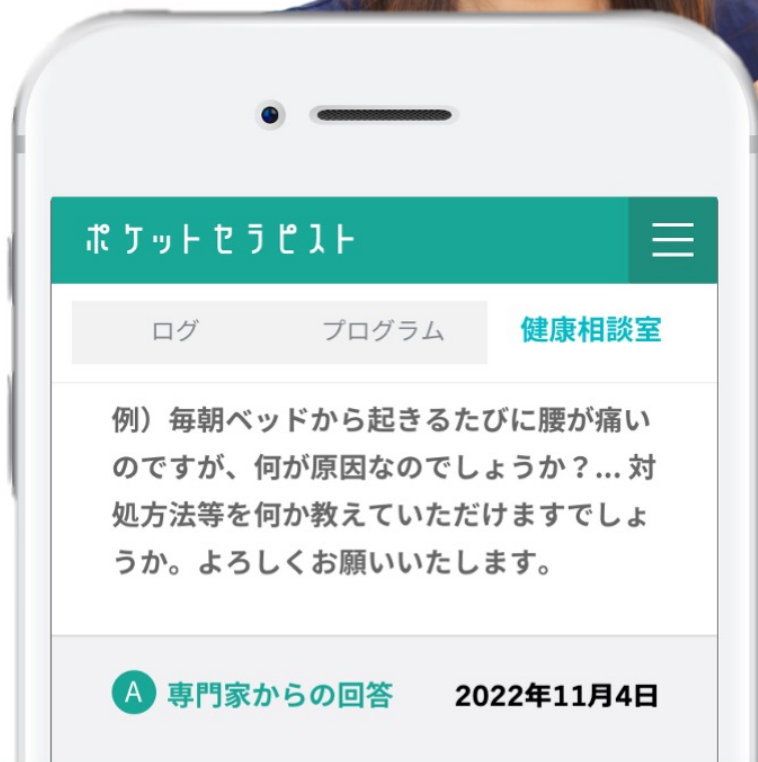 ポケットセラピスト
ログ プログラム 健康相談室
例）毎朝ベッドから起きるたびに腰が痛い
のですが、何が原因なのでしょうか？... 対
処方法等を何か教えていただけますでしょ
うか。よろしくお願いいたします。
A 専門家からの回答 2022年11月4日